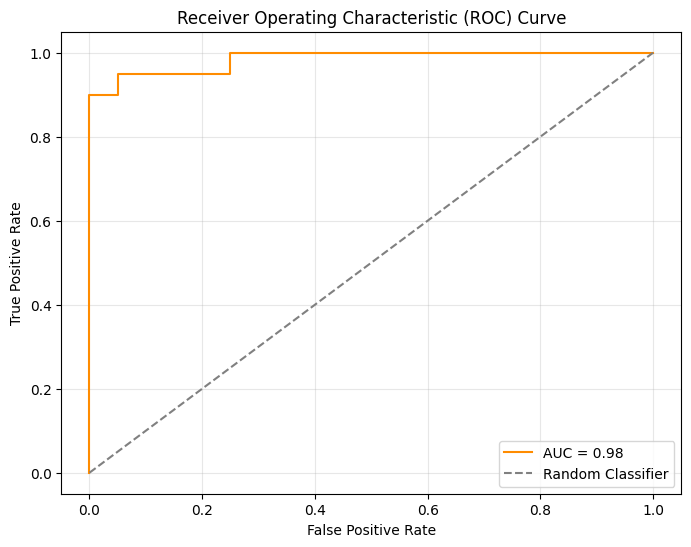 Receiver Operating Characteristic (ROC) Curve
True Positive Rate
1.0
0.8
0.6
0.4
0.2
0.0
AUC = 0.98
Random Classifier
0.0 0.2 0.4 0.6 0.8 1.0
False Positive Rate